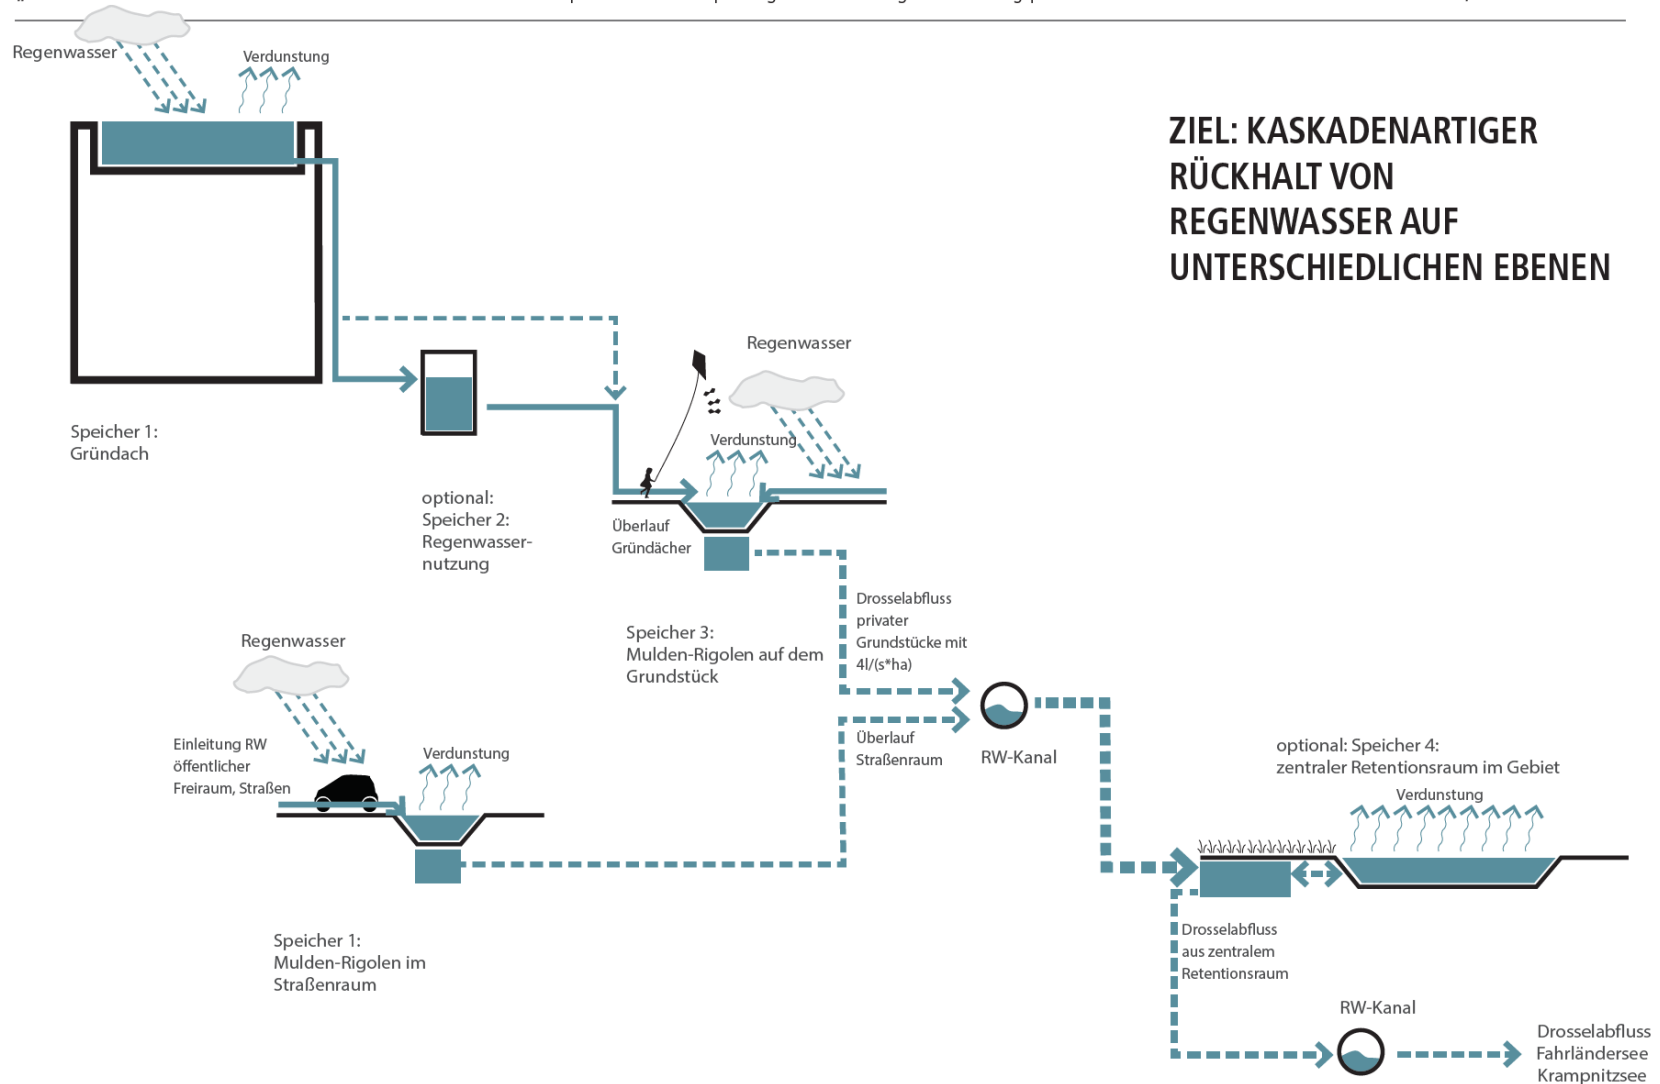 Regenwasser
Verdunstung
ZIEL: KASKADENARTIGER
RÜCKHALT VON
REGENWASSER AUF
UNTERSCHIEDLICHEN EBENEN
Speicher 1:
Gründach
Regenwasser
Verdunstung
optional:
Speicher 2:
Regenwasser-
nutzung
Überlauf
Gründächer
Speicher 3:
Mulden-Rigolen auf dem
Grundstück
Drosselabfluss
privater
Grundstücke mit
4l/(s*ha)
Regenwasser
Einleitung RW
öffentlicher
Freiraum, Straßen
Verdunstung
Überlauf
Straßenraum
RW-Kanal
optional: Speicher 4:
zentraler Retentionsraum im Gebiet
Verdunstung
Speicher 1:
Mulden-Rigolen im
Straßenraum
Drosselabfluss
aus zentralem
Retentionsraum
RW-Kanal
Drosselabfluss
Fahrländersee
Krampnitzsee